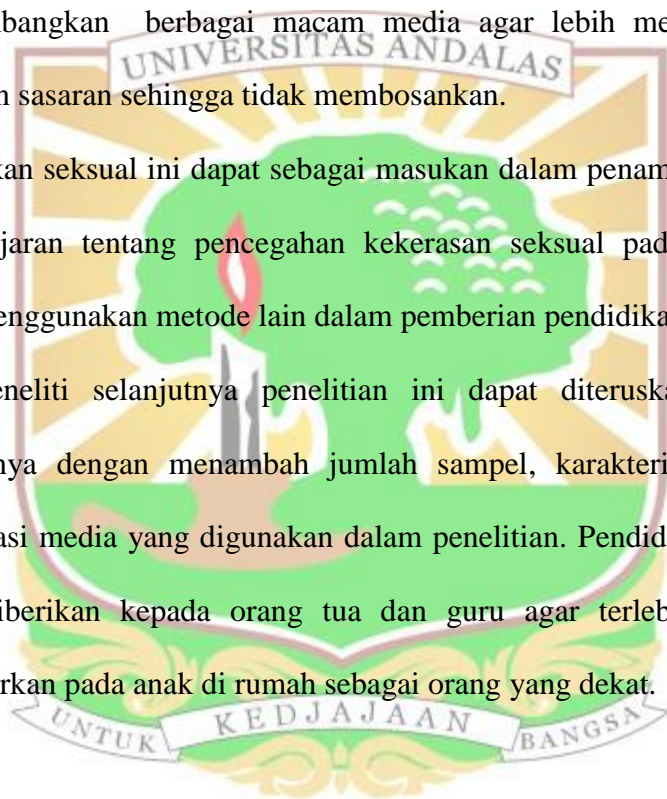 mbangkan berbagai macam media agar lebih me
UNIVERSITAS ANDALAS
n sasaran sehingga tidak membosankan.
kan seksual ini dapat sebagai masukan dalam penam
jaran tentang pencegahan kekerasan seksual pad
enggunakan metode lain dalam pemberian pendidika
eneliti selanjutnya penelitian ini dapat diteruska
nya dengan menambah jumlah sampel, karakteri
asi media yang digunakan dalam penelitian. Pendid
iberikan kepada orang tua dan guru agar terleb
rkan pada anak di rumah sebagai orang yang dekat.
UNTUK KEDJAJAAN BANGSA